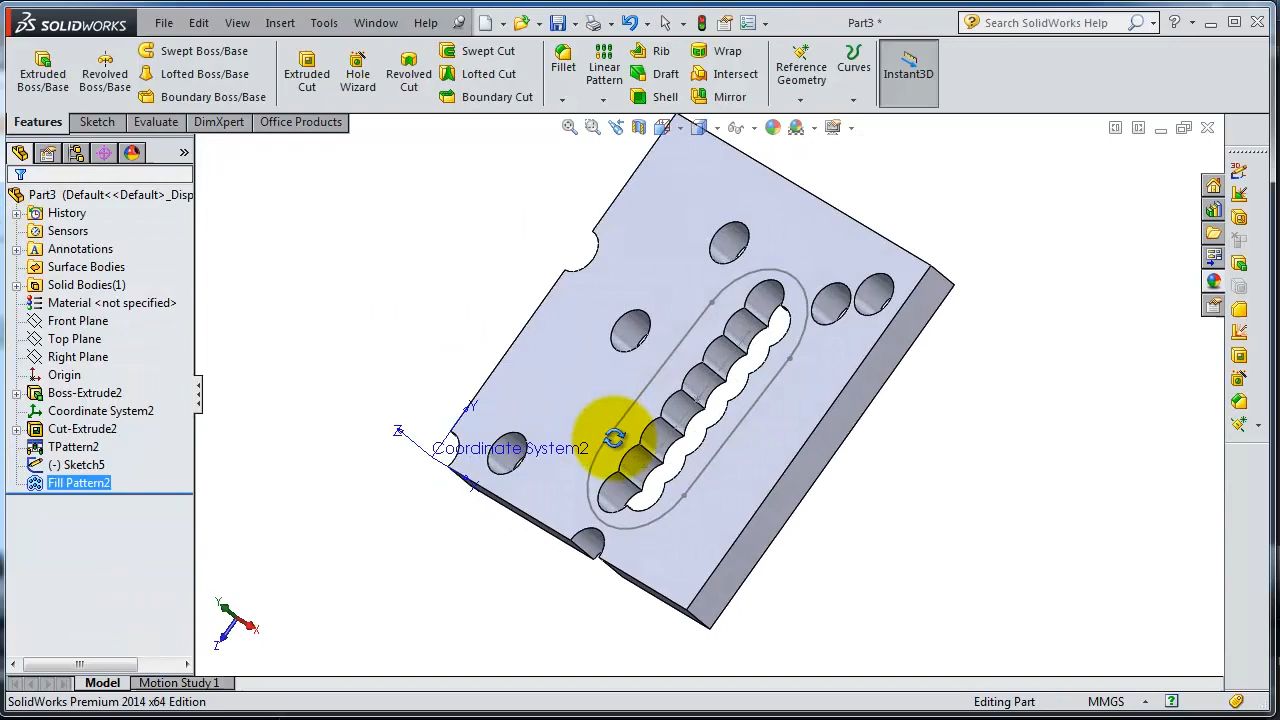 SOLIDWORKS File Edit View Insert Tools Window Help Part3 * Search SolidWorks Help
Extruded Boss/Base
Revolved Boss/Base
Swept Boss/Base
Lofted Boss/Base
Boundary Boss/Base
Extruded Cut
Hole Wizard
Revolved Cut
Swept Cut
Lofted Cut
Boundary Cut
Fillet
Linear Pattern
Rib
Draft
Shell
Wrap
Intersect
Mirror
Reference Geometry
Curves
Instant3D
Features Sketch Evaluate DimXpert Office Products
Part3 (Default<<Default>_Disp
History
Sensors
Annotations
Surface Bodies
Solid Bodies(1)
Material <not specified>
Front Plane
Top Plane
Right Plane
Origin
Boss-Extrude2
Coordinate System2
Cut-Extrude2
TPattern2
(-) Sketch5
Fill Pattern2
Y
Z
Coordinate System2
X
Y
X
Z
Model Motion Study 1
SolidWorks Premium 2014 x64 Edition Editing Part MMGS